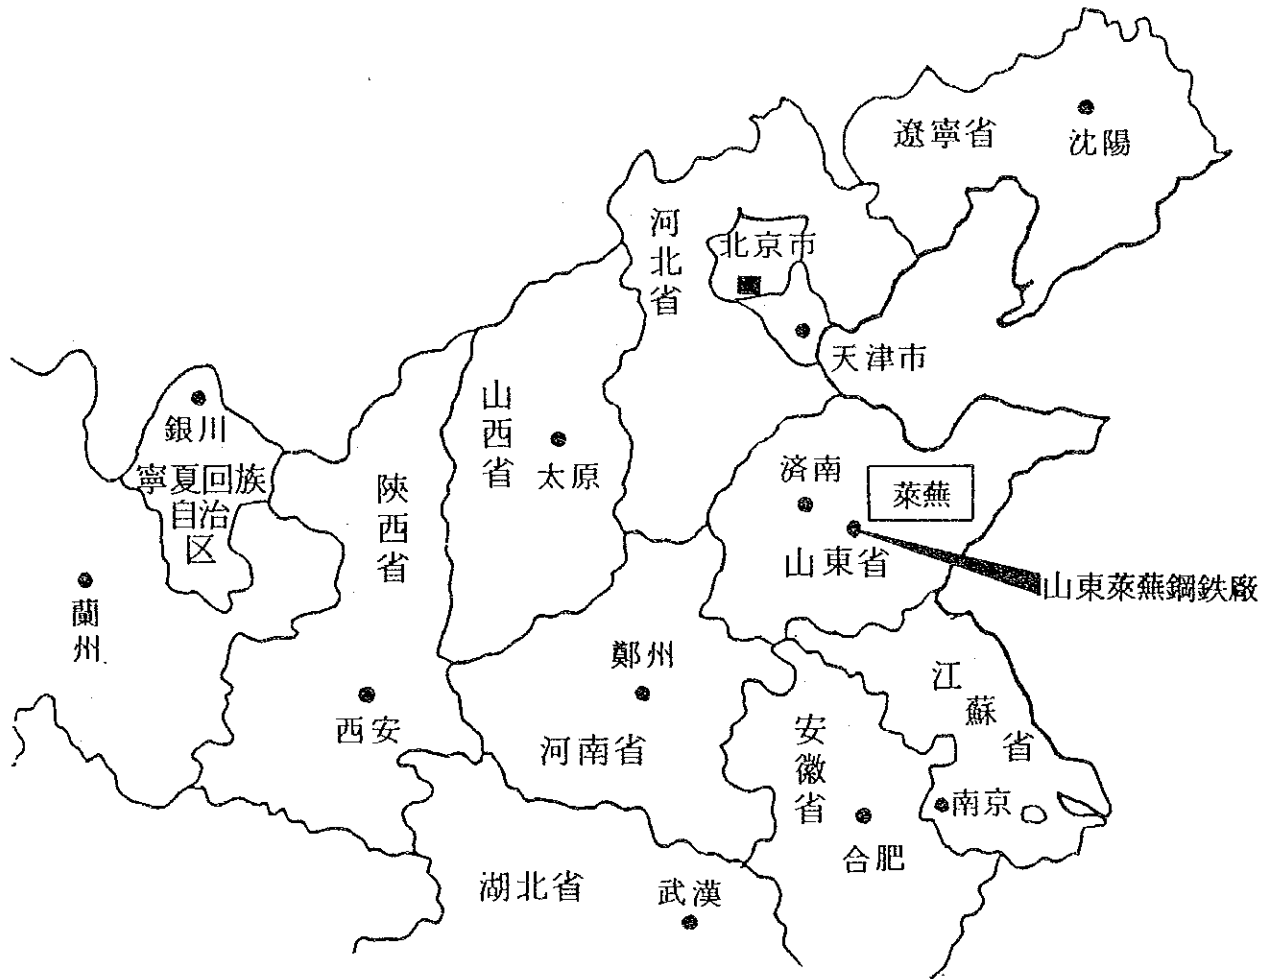 遼寧省
沈陽
河北省
北京市
天津市
銀川
寧夏回族
自治
区
山西省
太原
陝西省
済南
萊蕪
山東省
山東萊蕪鋼鉄廠
蘭州
鄭州
西安
河南省
江蘇省
安徽省
南京
合肥
湖北省
武漢